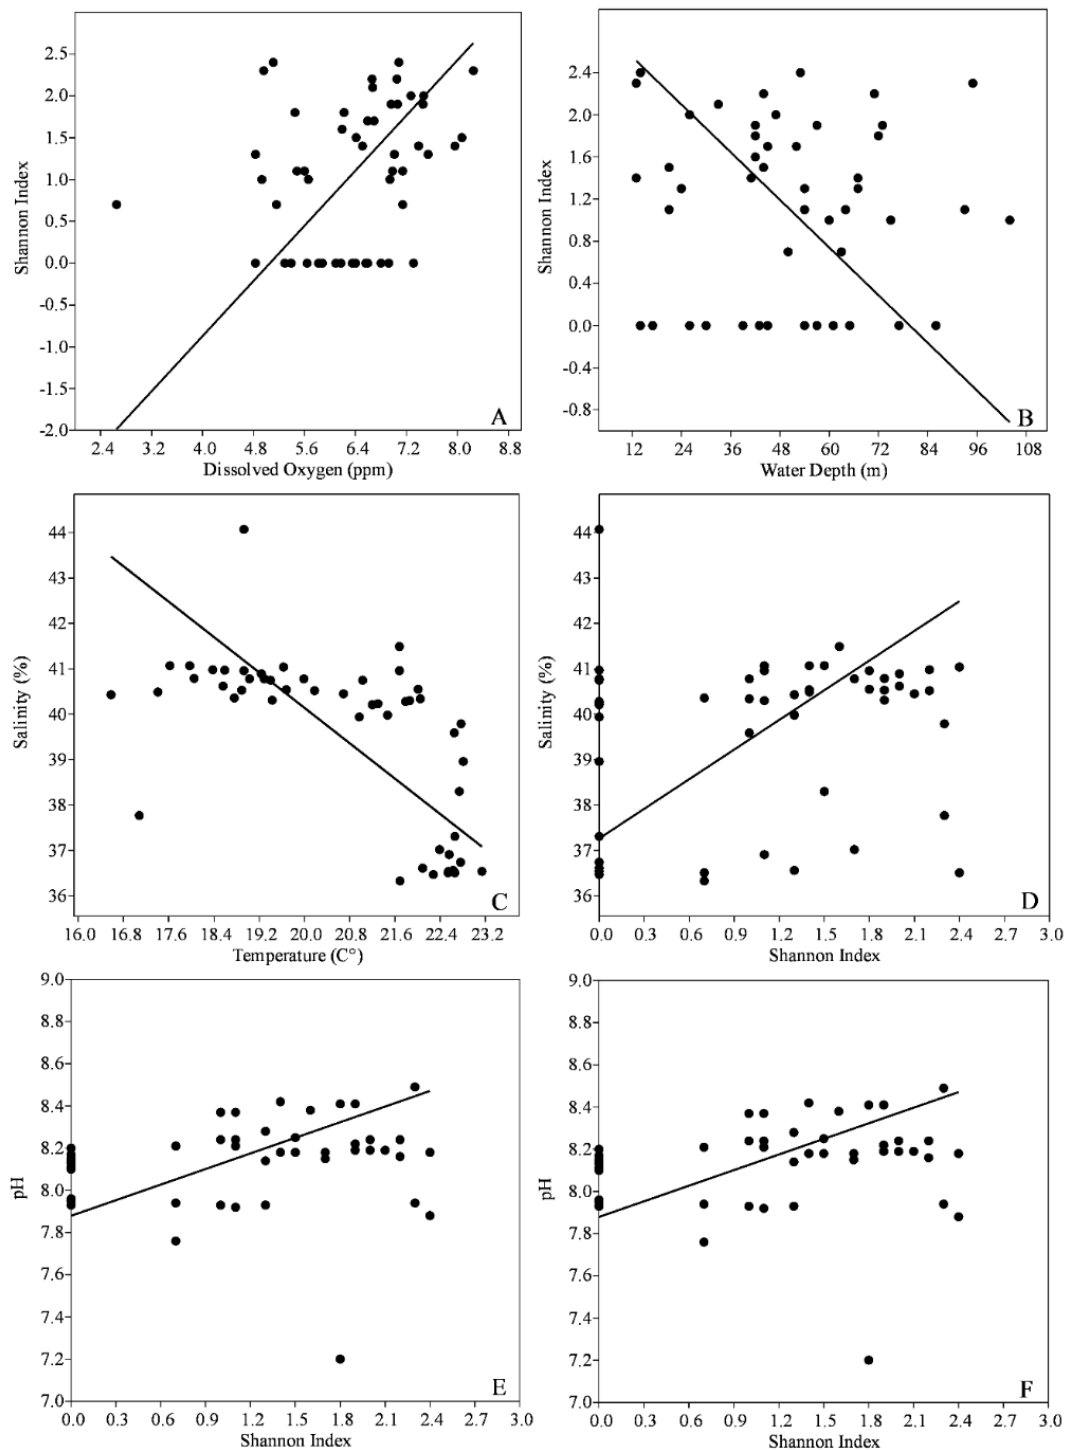 2.5
2.0
1.5
1.0
0.5
0.0
-0.5
-1.0
-1.5
-2.0
Shannon Index
A
2.4 3.2 4.0 4.8 5.6 6.4 7.2 8.0 8.8
Dissolved Oxygen (ppm)
2.4
2.0
1.6
1.2
0.8
0.4
0.0
-0.4
-0.8
Shannon Index
B
12 24 36 48 60 72 84 96 108
Water Depth (m)
44
43
42
41
40
39
38
37
36
Salinity (%)
C
16.0 16.8 17.6 18.4 19.2 20.0 20.8 21.6 22.4 23.2
Temperature (C°)
44
43
42
41
40
39
38
37
36
Salinity (%)
D
0.0 0.3 0.6 0.9 1.2 1.5 1.8 2.1 2.4 2.7 3.0
Shannon Index
9.0
8.8
8.6
8.4
8.2
8.0
7.8
7.6
7.4
7.2
7.0
pH
E
0.0 0.3 0.6 0.9 1.2 1.5 1.8 2.1 2.4 2.7 3.0
Shannon Index
9.0
8.8
8.6
8.4
8.2
8.0
7.8
7.6
7.4
7.2
7.0
pH
F
0.0 0.3 0.6 0.9 1.2 1.5 1.8 2.1 2.4 2.7 3.0
Shannon Index